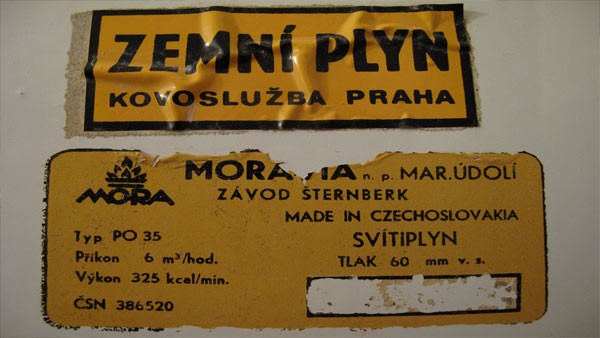 ZEMNÍ PLYN
KOVOSLUŽBA PRAHA
MORAVIA n. p. MAR. ÚDOLÍ
MORA
ZÁVOD ŠTERNBERK
MADE IN CZECHOSLOVAKIA
SVÍTIPLYN
TLAK 60 mm v. s.
Typ PO 35
Příkon 6 m³/hod.
Výkon 325 kcal/min.
ČSN 386520